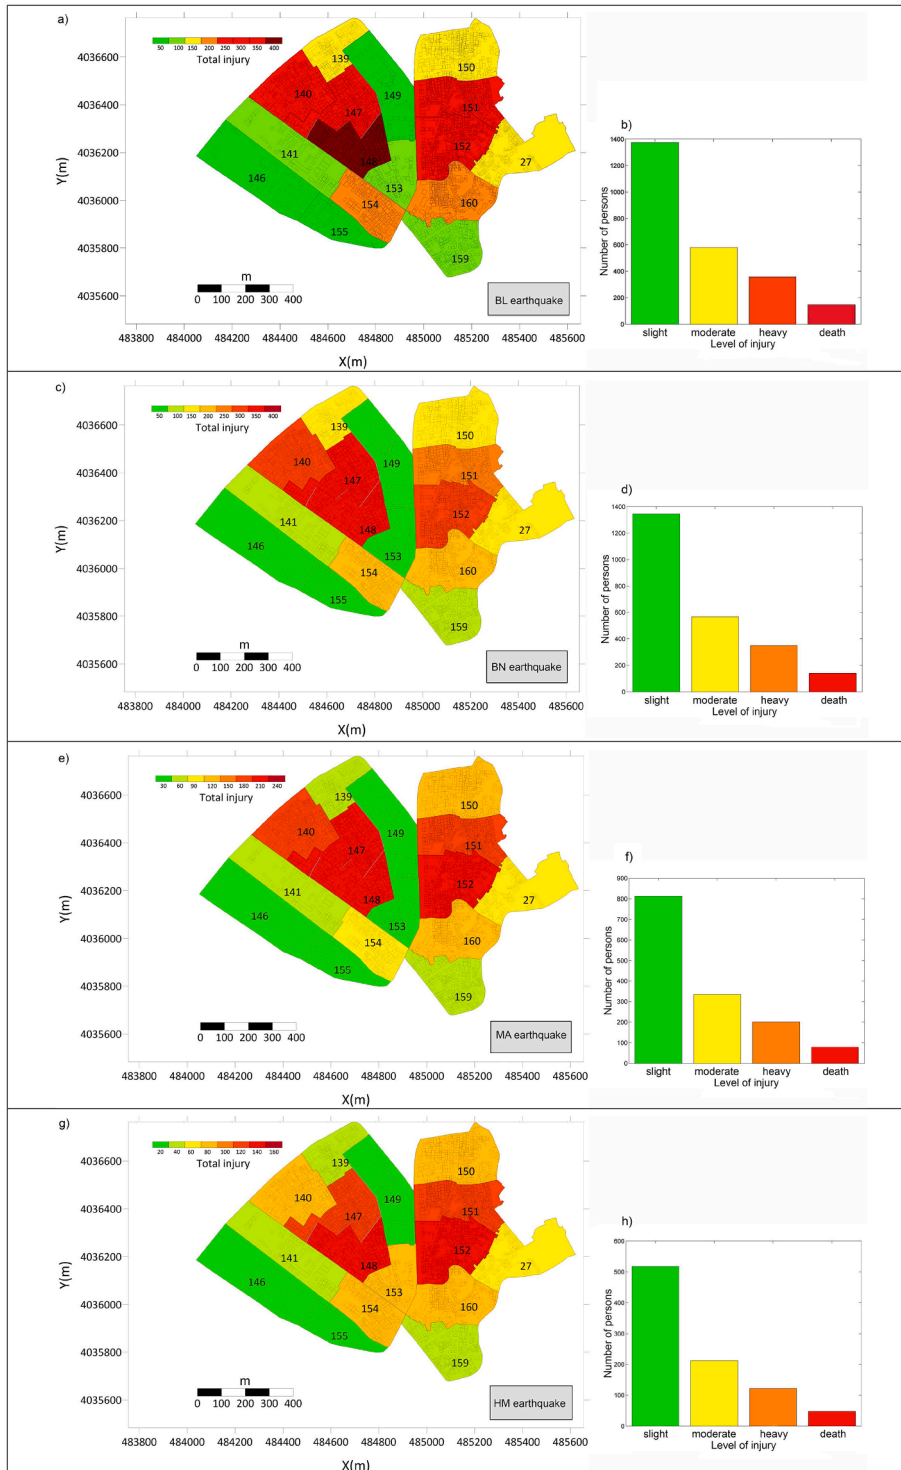 a)
50 100 150 200 250 300 350 400
Total injury
4036600
4036400
4036200
4036000
4035800
4035600
Y(m)
139
140
147
149
148
141
146
153
154
155
150
151
152
27
160
159
m
0 100 200 300 400
BL earthquake
483800 484000 484200 484400 484600 484800 485000 485200 485400 485600
X(m)
b)
Number of persons
1400
1200
1000
800
600
400
200
0
slight moderate heavy death
Level of injury
c)
50 100 150 200 250 300 350 400
Total injury
4036600
4036400
4036200
4036000
4035800
4035600
Y(m)
139
140
147
149
148
141
146
153
154
155
150
151
152
27
160
159
m
0 100 200 300 400
BN earthquake
483800 484000 484200 484400 484600 484800 485000 485200 485400 485600
X(m)
d)
Number of persons
1400
1200
1000
800
600
400
200
0
slight moderate heavy death
Level of injury
e)
30 60 90 120 150 180 210 240
Total injury
4036600
4036400
4036200
4036000
4035800
4035600
Y(m)
139
140
147
149
148
141
146
153
154
155
150
151
152
27
160
159
m
0 100 200 300 400
MA earthquake
483800 484000 484200 484400 484600 484800 485000 485200 485400 485600
X(m)
f)
Number of persons
900
800
700
600
500
400
300
200
100
0
slight moderate heavy death
Level of injury
g)
20 40 60 80 100 120 140 160
Total injury
4036600
4036400
4036200
4036000
4035800
4035600
Y(m)
139
140
147
149
148
141
146
153
154
155
150
151
152
27
160
159
m
0 100 200 300 400
HM earthquake
483800 484000 484200 484400 484600 484800 485000 485200 485400 485600
X(m)
h)
Number of persons
600
500
400
300
200
100
0
slight moderate heavy death
Level of injury